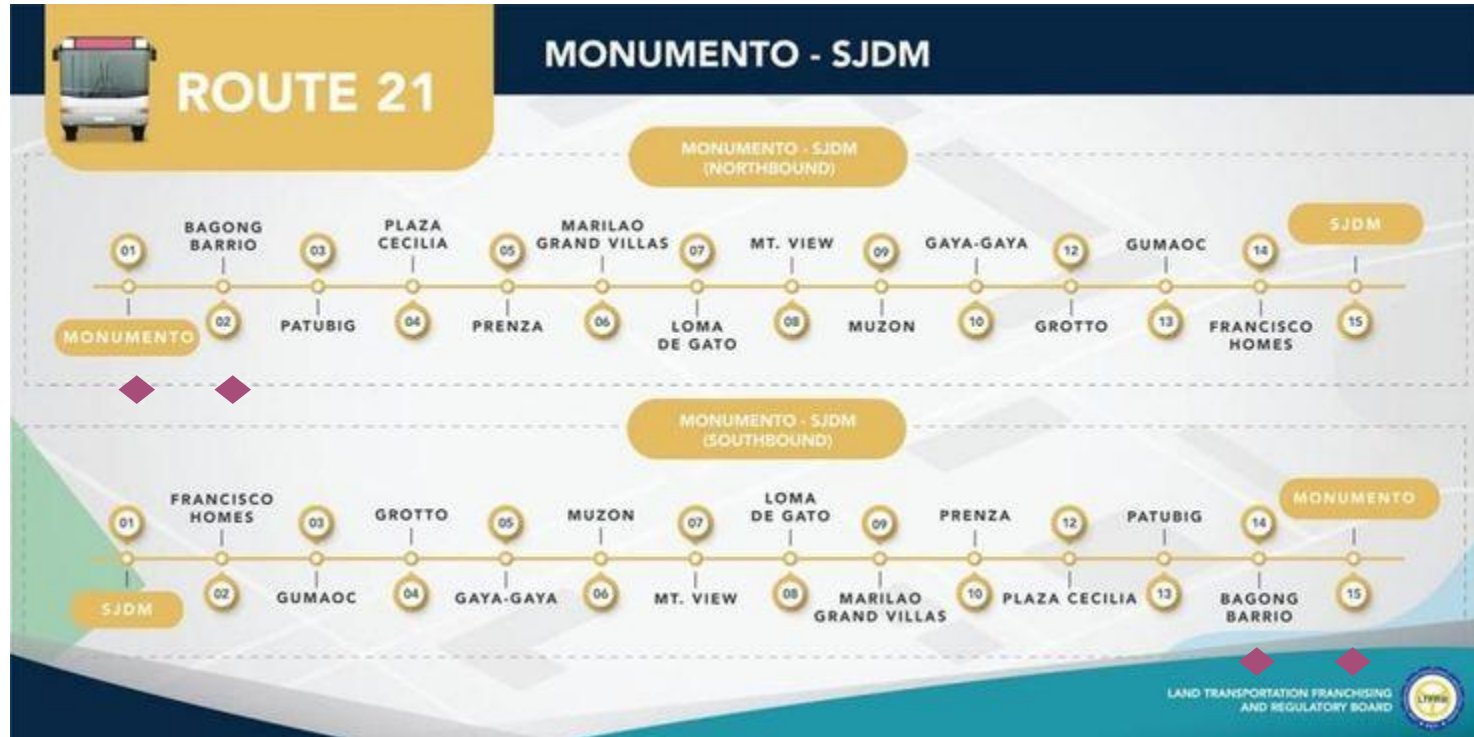 ROUTE 21
MONUMENTO - SJDM
MONUMENTO - SJDM
(NORTHBOUND)
01
BAGONG
BARRIO
03
PLAZA
CECILIA
05
MARILAO
GRAND VILLAS
07
MT. VIEW
09
GAYA-GAYA
12
GUMAOC
14
SJDM
MONUMENTO
02
PATUBIG
04
PRENZA
06
LOMA
DE GATO
08
MUZON
10
GROTTO
13
FRANCISCO
HOMES
15
MONUMENTO - SJDM
(SOUTHBOUND)
01
FRANCISCO
HOMES
03
GROTTO
05
MUZON
07
LOMA
DE GATO
09
PRENZA
12
PATUBIG
14
MONUMENTO
SJDM
02
GUMAOC
04
GAYA-GAYA
06
MT. VIEW
08
MARILAO
GRAND VILLAS
10
PLAZA CECILIA
13
BAGONG
BARRIO
15
LAND TRANSPORTATION FRANCHISING
AND REGULATORY BOARD
LTFRB